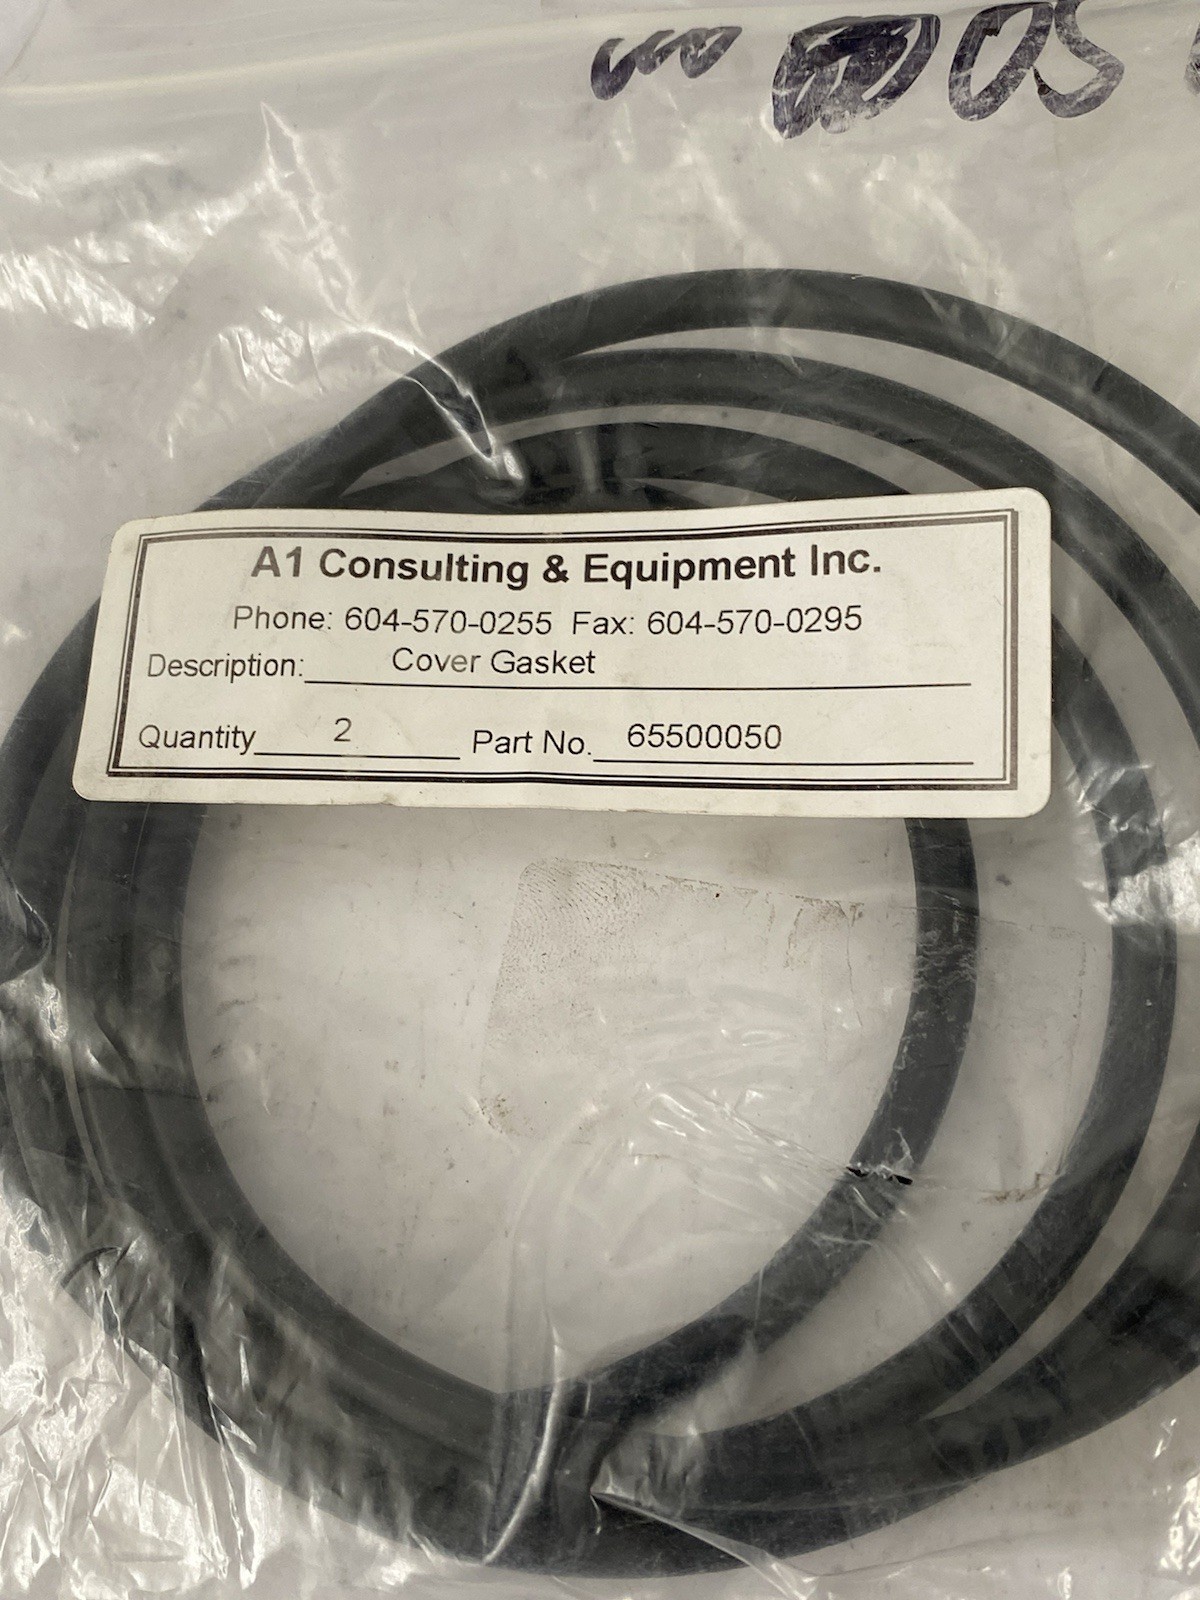 OS
A1 Consulting & Equipment Inc.
Phone: 604-570-0255 Fax: 604-570-0295
Description: Cover Gasket
Quantity 2 Part No. 65500050